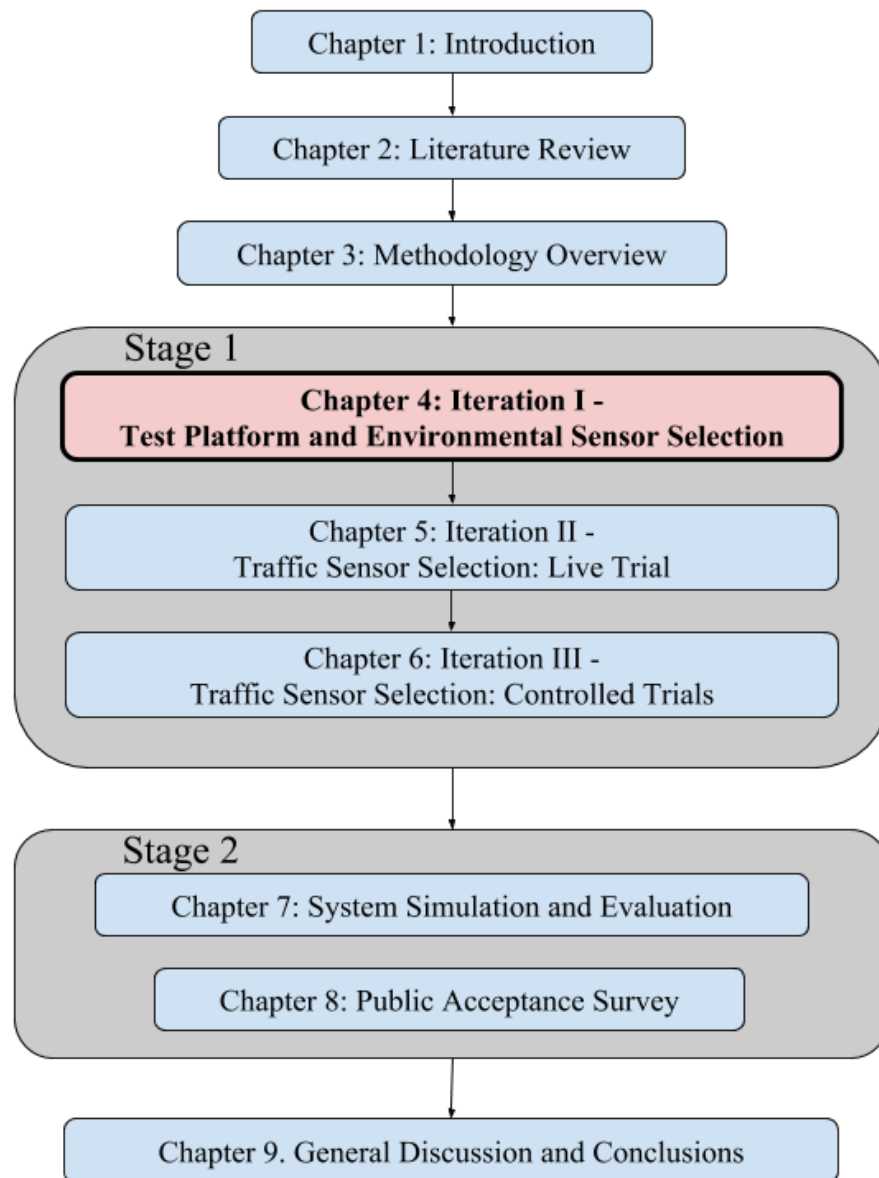 Chapter 1: Introduction
Chapter 2: Literature Review
Chapter 3: Methodology Overview
Stage 1
Chapter 4: Iteration I -
Test Platform and Environmental Sensor Selection
Chapter 5: Iteration II -
Traffic Sensor Selection: Live Trial
Chapter 6: Iteration III -
Traffic Sensor Selection: Controlled Trials
Stage 2
Chapter 7: System Simulation and Evaluation
Chapter 8: Public Acceptance Survey
Chapter 9. General Discussion and Conclusions